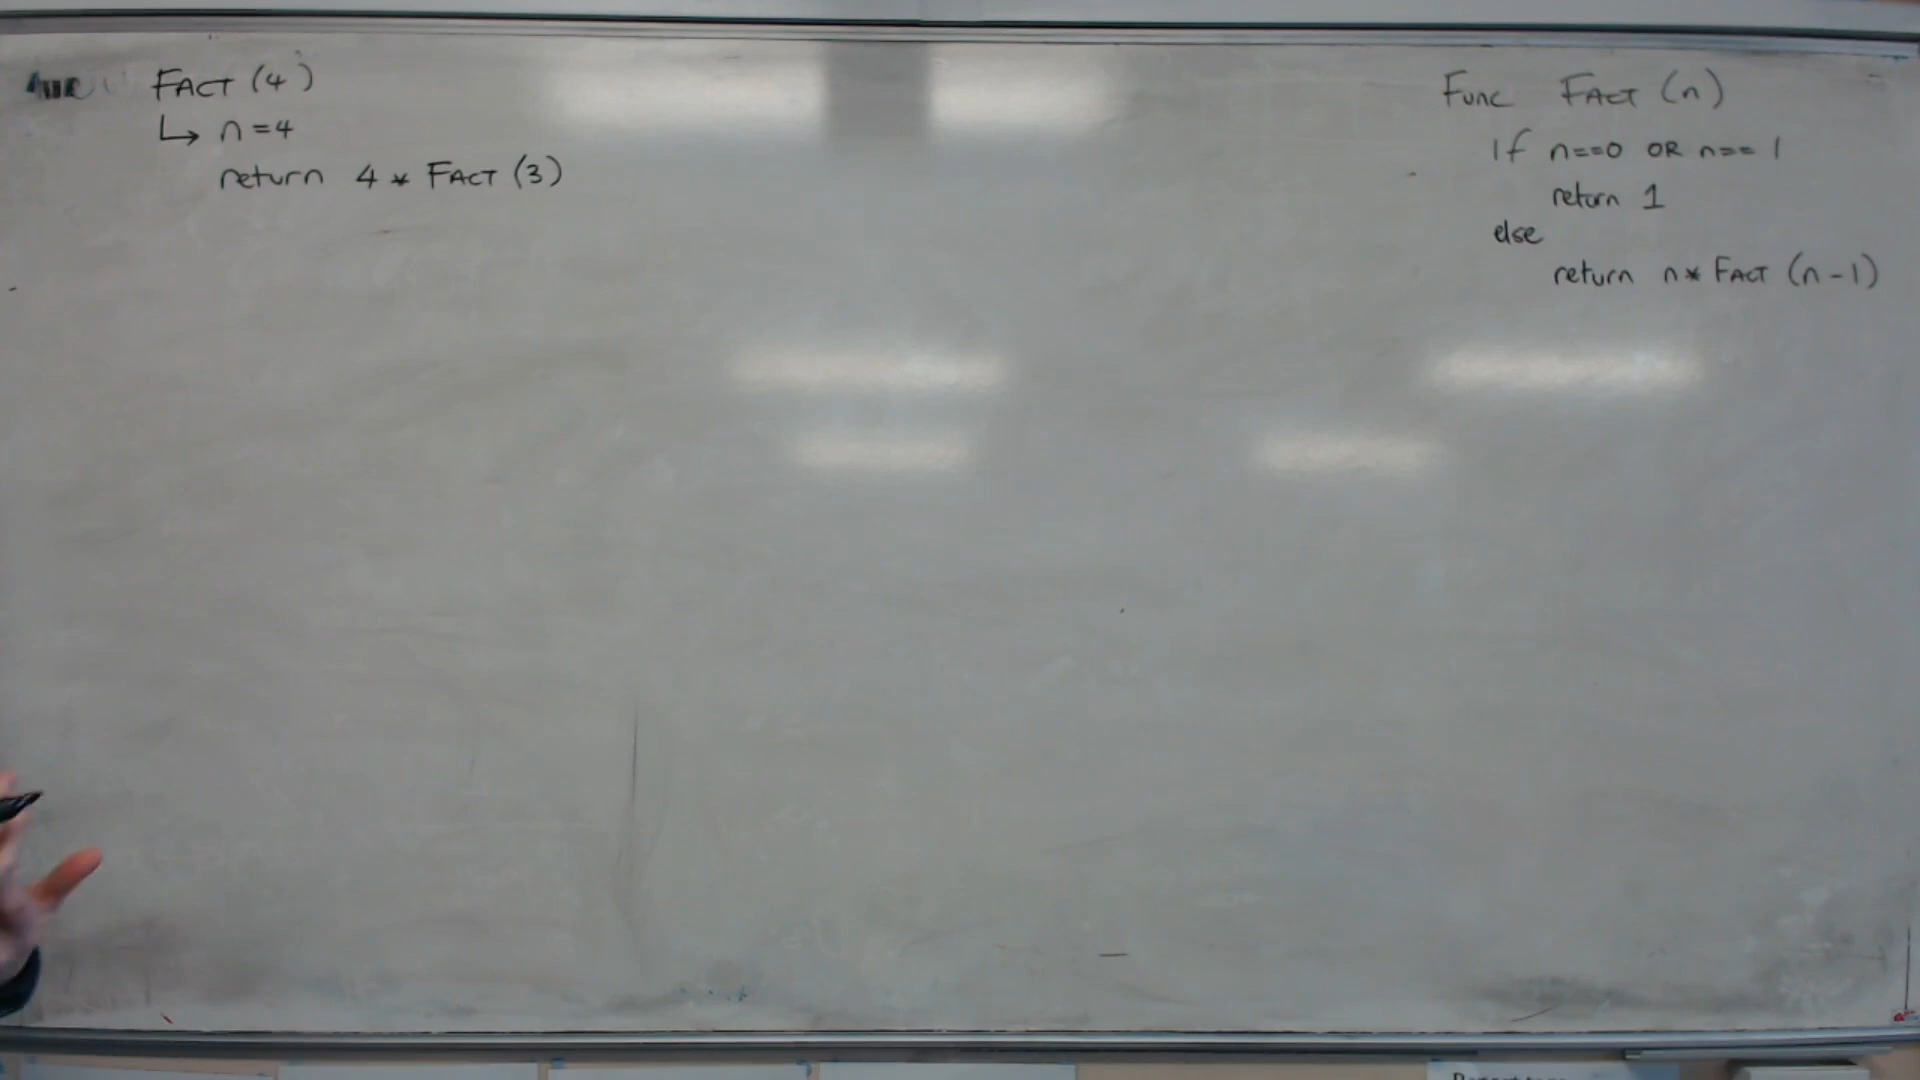 FACT (4)
↳ n=4
return 4 * FACT (3)
Func FACT (n)
If n==0 OR n== 1
return 1
else
return n* FACT (n-1)